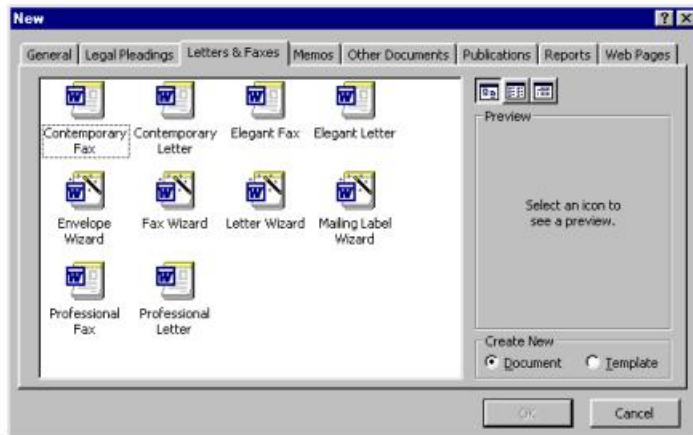 New
General Legal Pleadings Letters & Faxes Memos Other Documents Publications Reports Web Pages
Contemporary Fax
Contemporary Letter
Elegant Fax
Elegant Letter
Envelope Wizard
Fax Wizard
Letter Wizard
Mailing Label Wizard
Professional Fax
Professional Letter
Preview
Select an icon to
see a preview.
Create New
Document
Template
OK
Cancel